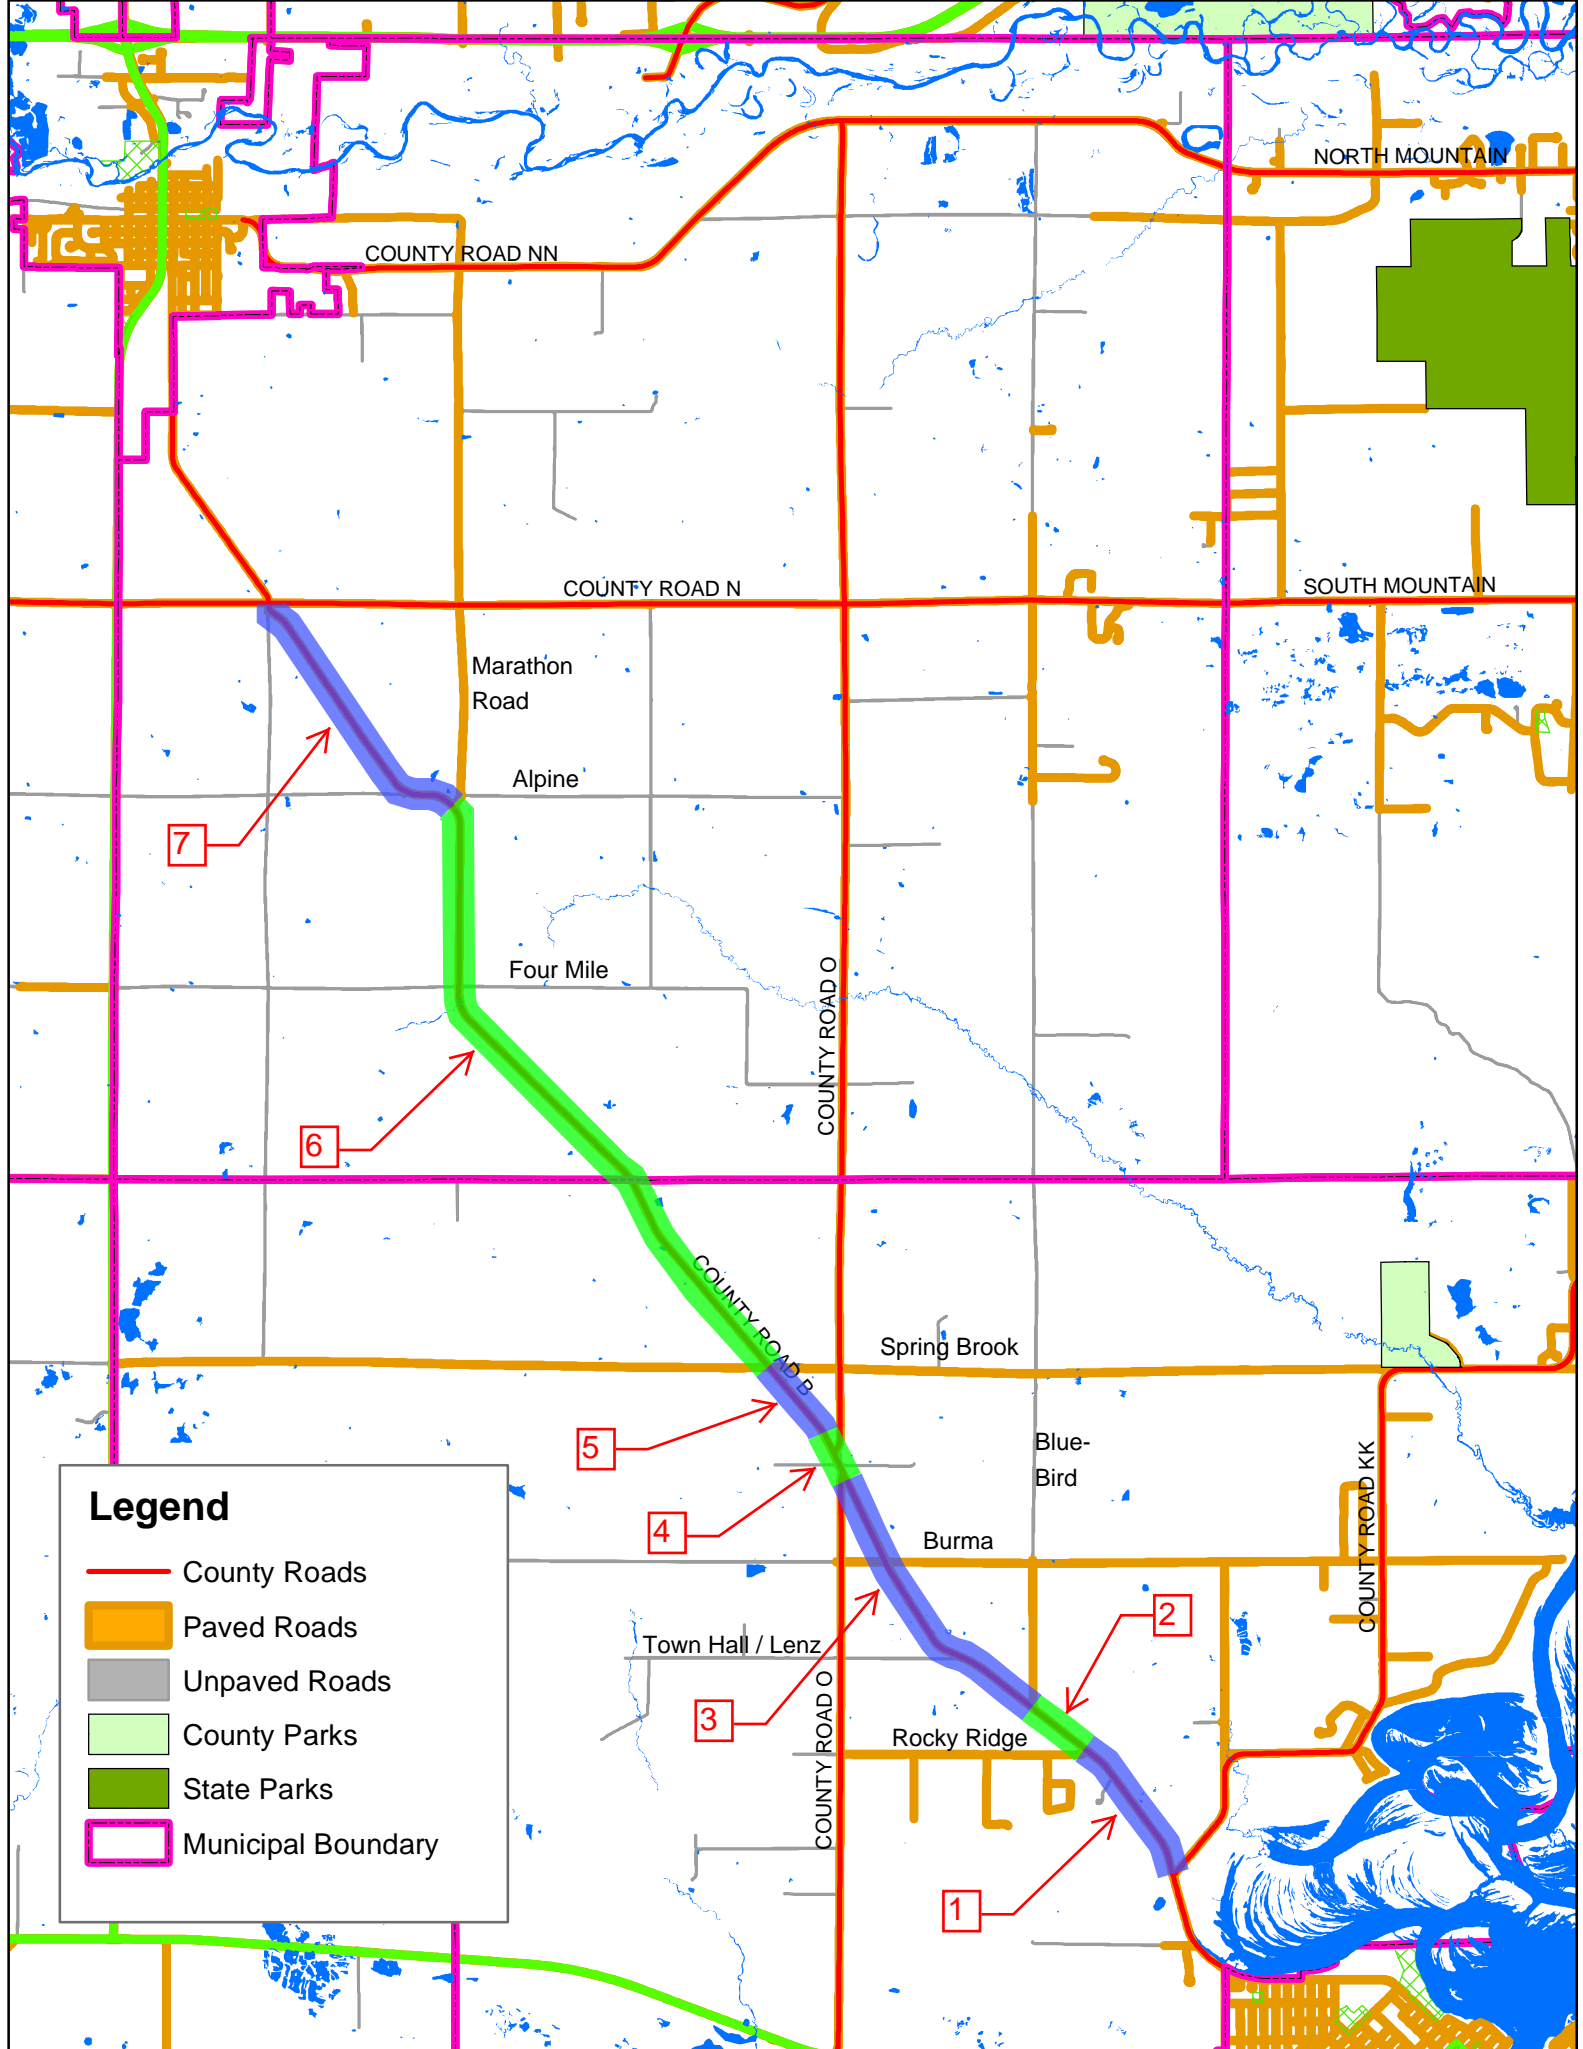 NORTH MOUNTAIN
COUNTY ROAD NN
COUNTY ROAD N
SOUTH MOUNTAIN
Marathon
Road
Alpine
7
Four Mile
COUNTY ROAD O
6
COUNTY ROAD B
Spring Brook
5
Blue-
Bird
COUNTY ROAD KK
4
Burma
2
Town Hall / Lenz
3
COUNTY ROAD O
Rocky Ridge
1
Legend
County Roads
Paved Roads
Unpaved Roads
County Parks
State Parks
Municipal Boundary